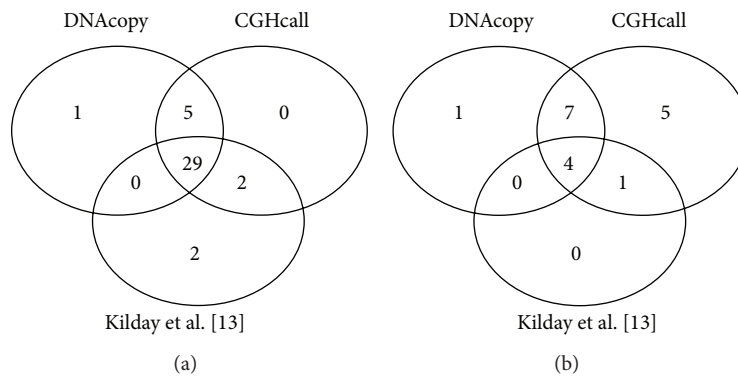 DNAcopy CGHcall
1 5 0
29
0 2
2
Kilday et al. [13]
(a)
DNAcopy CGHcall
1 7 5
4
0 1
0
Kilday et al. [13]
(b)